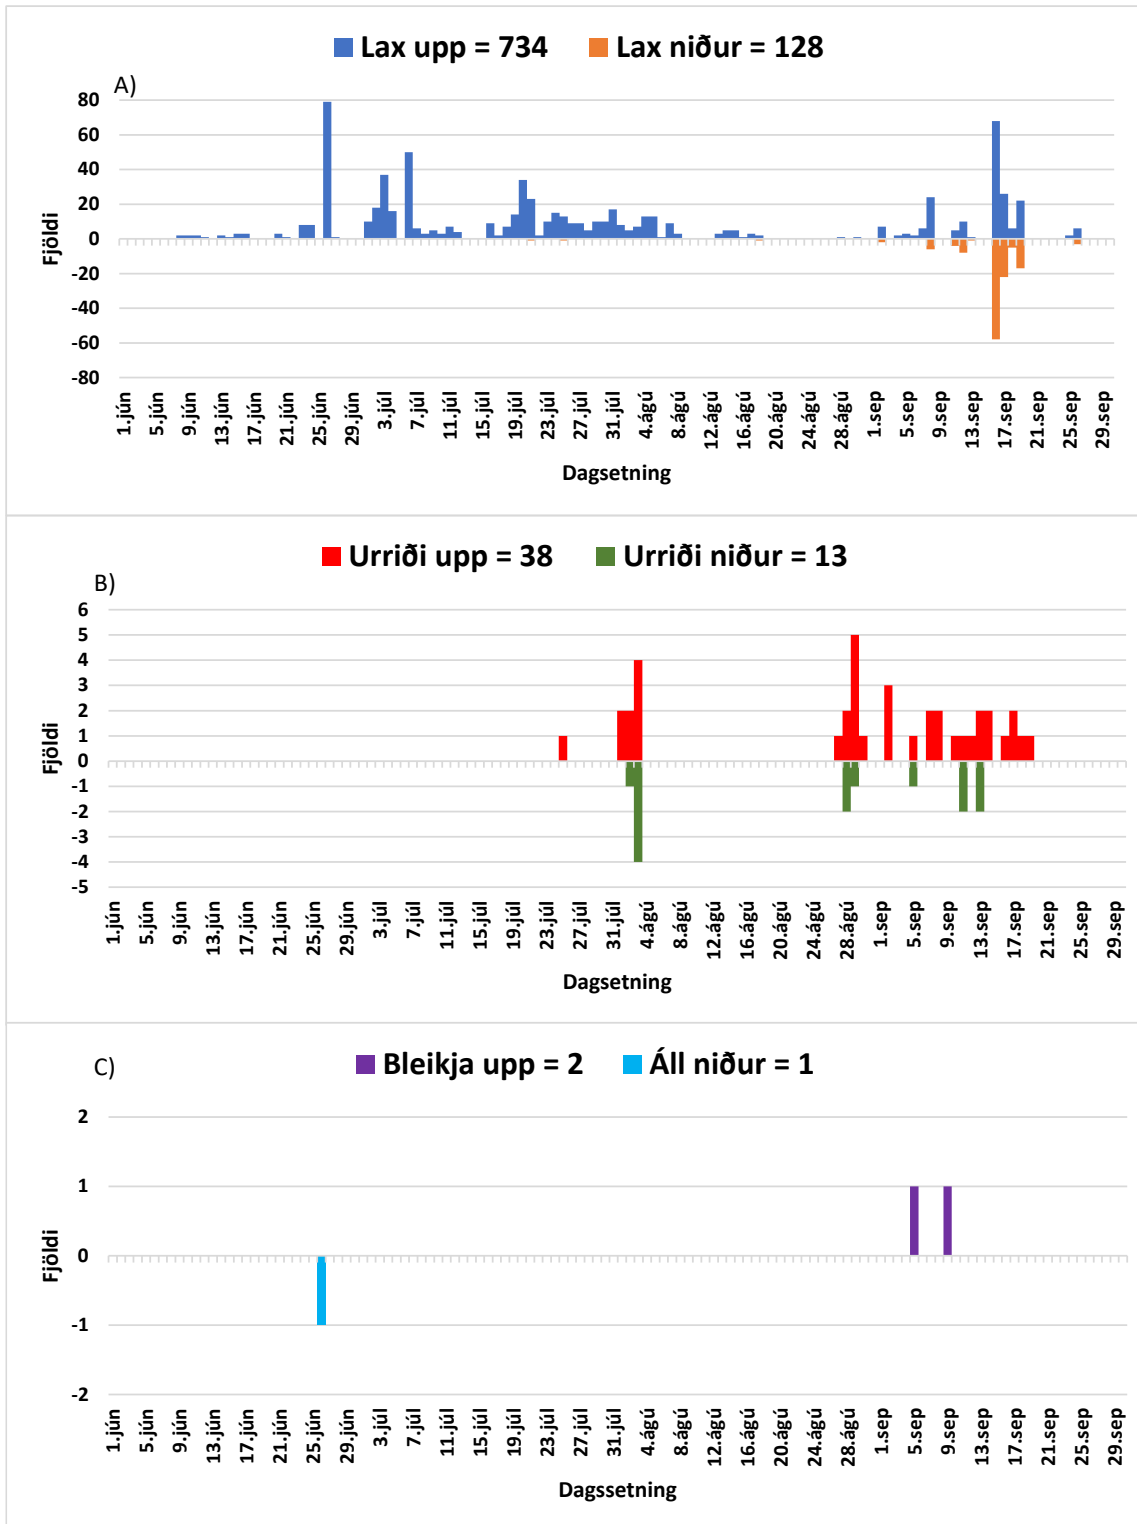 Lax upp = 734 Lax niður = 128
A)
80
60
40
20
0
-20
-40
-60
-80
Fjöldi
1.jún 5.jún 9.jún 13.jún 17.jún 21.jún 25.jún 29.jún 3.júl 7.júl 11.júl 15.júl 19.júl 23.júl 27.júl 31.júl 4.ágú 8.ágú 12.ágú 16.ágú 20.ágú 24.ágú 28.ágú 1.sep 5.sep 9.sep 13.sep 17.sep 21.sep 25.sep 29.sep
Dagsetning
Urriði upp = 38 Urriði niður = 13
B)
6
5
4
3
2
1
0
-1
-2
-3
-4
-5
Fjöldi
1.jún 5.jún 9.jún 13.jún 17.jún 21.jún 25.jún 29.jún 3.júl 7.júl 11.júl 15.júl 19.júl 23.júl 27.júl 31.júl 4.ágú 8.ágú 12.ágú 16.ágú 20.ágú 24.ágú 28.ágú 1.sep 5.sep 9.sep 13.sep 17.sep 21.sep 25.sep 29.sep
Dagsetning
C)
Bleikja upp = 2 Áll niður = 1
2
1
0
-1
-2
Fjöldi
1.jún 5.jún 9.jún 13.jún 17.jún 21.jún 25.jún 29.jún 3.júl 7.júl 11.júl 15.júl 19.júl 23.júl 27.júl 31.júl 4.ágú 8.ágú 12.ágú 16.ágú 20.ágú 24.ágú 28.ágú 1.sep 5.sep 9.sep 13.sep 17.sep 21.sep 25.sep 29.sep
Dagssetning